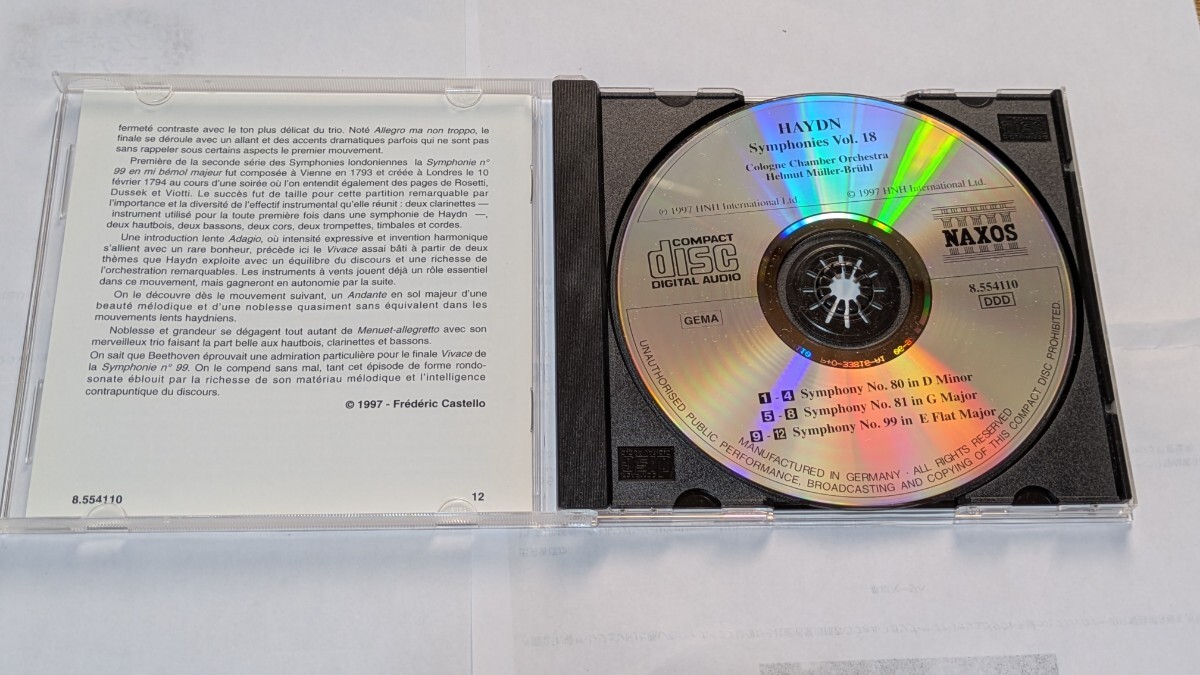 fermeté contraste avec le ton plus délicat du trio. Noté Allegro ma non troppo, le
finale se déroule avec un allant et des accents dramatiques parfois qui ne sont pas
sans rappeler sous certains aspects le premier mouvement.
Première de la seconde série des Symphonies londoniennes la Symphonie n°
99 en mi bémol majeur fut composée à Vienne en 1793 et créée à Londres le 10
février 1794 au cours d'une soirée où l'on entendit également des pages de Rosetti,
Dussek et Viotti. Le succès fut de taille pour cette partition remarquable par
l'importance et la diversité de l'effectif instrumental qu'elle réunit : deux clarinettes —
instrument utilisé pour la toute première fois dans une symphonie de Haydn —,
deux hautbois, deux bassons, deux cors, deux trompettes, timbales et cordes.
Une introduction lente Adagio, où intensité expressive et invention harmonique
s'allient avec un rare bonheur, précède ici le Vivace assai bâti à partir de deux
thèmes que Haydn exploite avec un équilibre du discours et une richesse de
l'orchestration remarquables. Les instruments à vents jouent déjà un rôle essentiel
dans ce mouvement, mais gagneront en autonomie par la suite.
On le découvre dès le mouvement suivant, un Andante en sol majeur d'une
beauté mélodique et d'une noblesse quasiment sans équivalent dans les
mouvements lents haydniens.
Noblesse et grandeur se dégagent tout autant de Menuet-allegretto avec son
merveilleux trio faisant la part belle aux hautbois, clarinettes et bassons.
On sait que Beethoven éprouvait une admiration particulière pour le finale Vivace de
la Symphonie n° 99. On le compend sans mal, tant cet épisode de forme rondo-
sonate éblouit par la richesse de son matériau mélodique et l'intelligence
contrapuntique du discours.
© 1997 - Frédéric Castello
8.554110
12
HAYDN
Symphonies Vol. 18
Cologne Chamber Orchestra
Helmut Müller-Brühl
℗ 1997 HNH International Ltd.
© 1997 HNH International Ltd.
COMPACT
disc
DIGITAL AUDIO
NAXOS
8.554110
DDD
GEMA
1 - 4 Symphony No. 80 in D Minor
5 - 8 Symphony No. 81 in G Major
9 - 12 Symphony No. 99 in E Flat Major
MANUFACTURED IN GERMANY · ALL RIGHTS RESERVED
UNAUTHORISED PUBLIC PERFORMANCE, BROADCASTING AND COPYING OF THIS COMPACT DISC PROHIBITED.